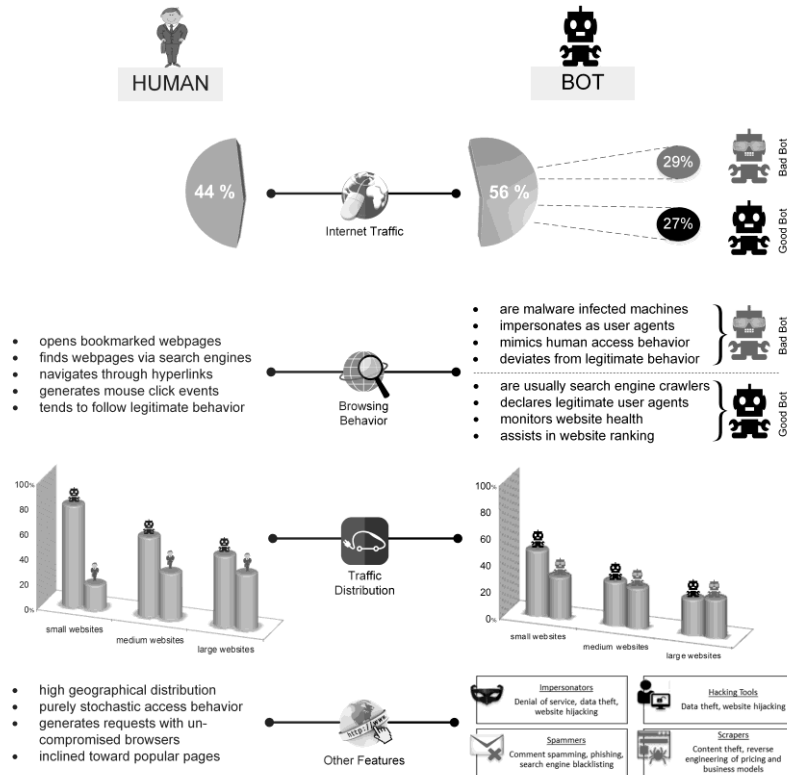 HUMAN
BOT
44 %
56 %
29%
27%
Bad Bot
Good Bot
Internet Traffic
• opens bookmarked webpages
• finds webpages via search engines
• navigates through hyperlinks
• generates mouse click events
• tends to follow legitimate behavior
Browsing
Behavior
• are malware infected machines
• impersonates as user agents
• mimics human access behavior
• deviates from legitimate behavior
Bad Bot
• are usually search engine crawlers
• declares legitimate user agents
• monitors website health
• assists in website ranking
Good Bot
100%
80
60
40
20
0%
small websites
medium websites
large websites
Traffic
Distribution
100%
80
60
40
20
0%
small websites
medium websites
large websites
• high geographical distribution
• purely stochastic access behavior
• generates requests with un-
compromised browsers
• inclined toward popular pages
http://www
Other Features
Impersonators
Denial of service, data theft,
website hijacking
Hacking Tools
Data theft, website hijacking
Spammers
Comment spamming, phishing,
search engine blacklisting
Scrapers
Content theft, reverse
engineering of pricing and
business models